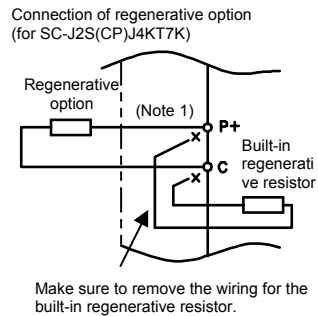 Connection of regenerative option
(for SC-J2S(CP)J4KT7K)
Regenerative
option
(Note 1)
P+
C
Built-in
regenerati
ve resistor
Make sure to remove the wiring for the
built-in regenerative resistor.